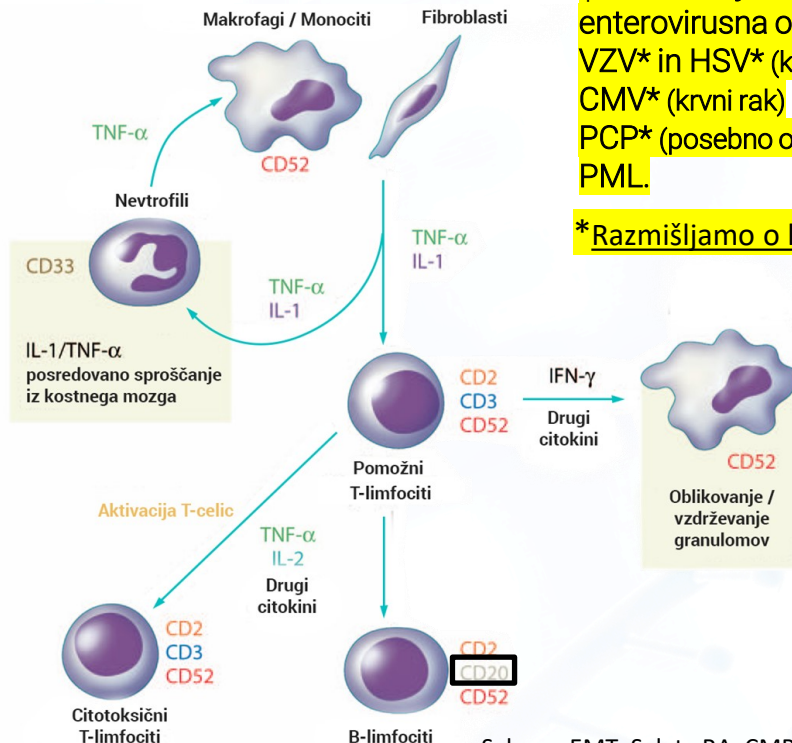 Makrofagi / Monociti
Fibroblasti
enterovirusna
VZV* in HSV*
CMV* (krvni rak)
PCP* (posebno
PML.
*Razmišljamo o
TNF-α
CD52
Nevtrofili
CD33
TNF-α
IL-1
TNF-α
IL-1
IL-1/TNF-α
posredovano sproščanje
iz kostnega mozga
CD2
CD3
CD52
IFN-γ
Drugi
citokini
Pomožni
T-limfociti
CD52
Oblikovanje /
vzdrževanje
granulomov
Aktivacija T-celic
TNF-α
IL-2
Drugi
citokini
CD2
CD3
CD52
Citotoksični
T-limfociti
CD2
CD20
CD52
B-limfociti